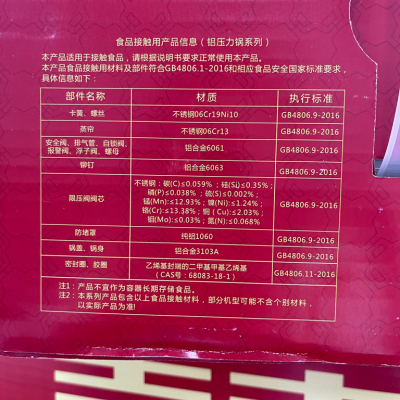 食品接触用产品信息（铝压力锅系列）
本产品适用于接触食品，请依据说明书要求正常规范使用。
本产品接触食品用材料及部件符合GB4806.1-2016和相应食品安全国家标准要求，
具体信息如下：
部件名称 材质 执行标准
卡簧、螺丝 不锈钢06Cr19Ni10 GB4806.9-2016
蒸帘 不锈钢06Cr13 GB4806.9-2016
安全阀、排气管、自锁阀、
报警阀、浮子阀、螺母 铝合金6061 GB4806.9-2016
铆钉 铝合金6063 GB4806.9-2016
限压阀阀芯 不锈钢：碳(C)≤0.059% ；硅(S)≤0.35%；
磷(P)≤0.038%；硫(S)≤0.002%；
锰(Mn)≤12.93%；镍(Ni)≤1.24%；
铬(Cr)≤13.38%；铜（Cu)≤2.03%；
钼(Mo)≤0.03%；氮(N)≤0.068% GB4806.9-2016
防堵罩 纯铝1060 GB4806.9-2016
锅盖、锅身 铝合金3103A GB4806.9-2016
密封圈、胶圈 乙烯基封端的二甲基甲基乙烯基
（CAS号：68083-18-1） GB4806.11-2016
注1：产品不宜作为容器长期存储食品。
注2：本系列产品包含以上食品接触材料，部分机型可能不含个别材料，
以实际产品为准!